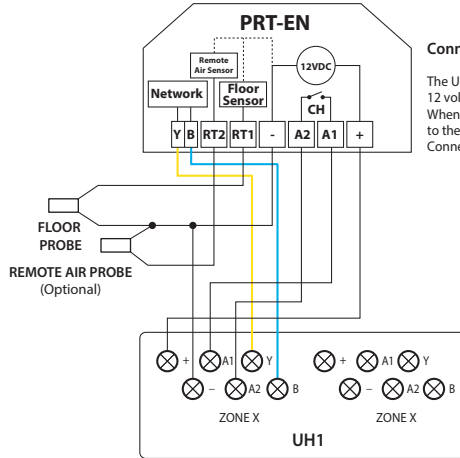 PRT-EN
Remote
Air Sensor
12VDC
Network
Floor
Sensor
CH
Y B RT2 RT1 - A2 A1 +
FLOOR
PROBE
REMOTE AIR PROBE
(Optional)
+ A1 Y
– A2 B
ZONE X
+ A1 Y
– A2 B
ZONE X
UH1
Conn
The U
12 vol
When
to the
Conne